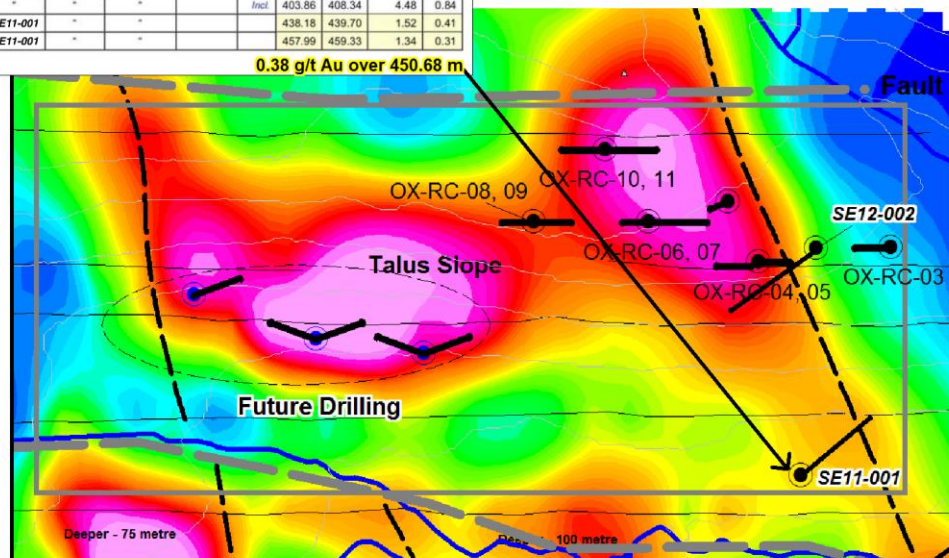 " " " Incl. 403.86 408.34 4.48 0.84
SE11-001 " " 438.18 439.70 1.52 0.41
SE11-001 " " 457.99 459.33 1.34 0.31
0.38 g/t Au over 450.68 m
Fault
OX-RC-10, 11
OX-RC-08, 09
SE12-002
OX-RC-06, 07
OX-RC-03
Talus Slope
OX-RC-04, 05
Future Drilling
SE11-001
Deeper - 75 metre
100 metre